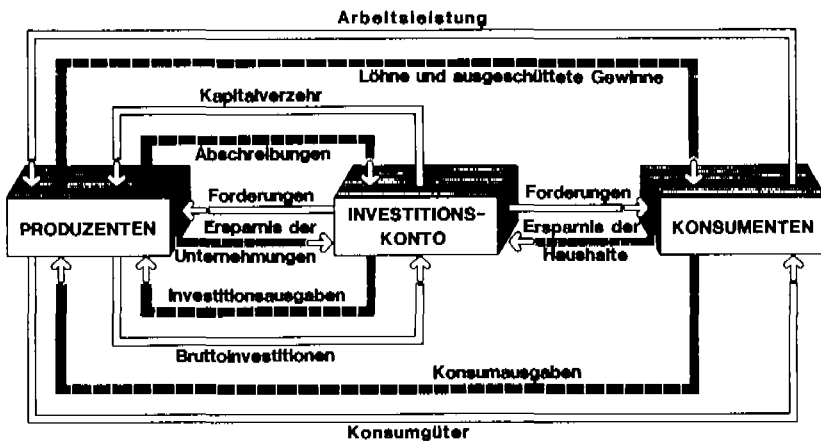 Arbeitsleistung
Löhne und ausgeschüttete Gewinne
Kapitalverzehr
Abschreibungen
Forderungen
Forderungen
PRODUZENTEN
INVESTITIONS-
KONTO
KONSUMENTEN
Ersparnis der
Unternehmungen
Ersparnis der
Haushalte
Investitionsausgaben
Bruttoinvestitionen
Konsumausgaben
Konsumgüter